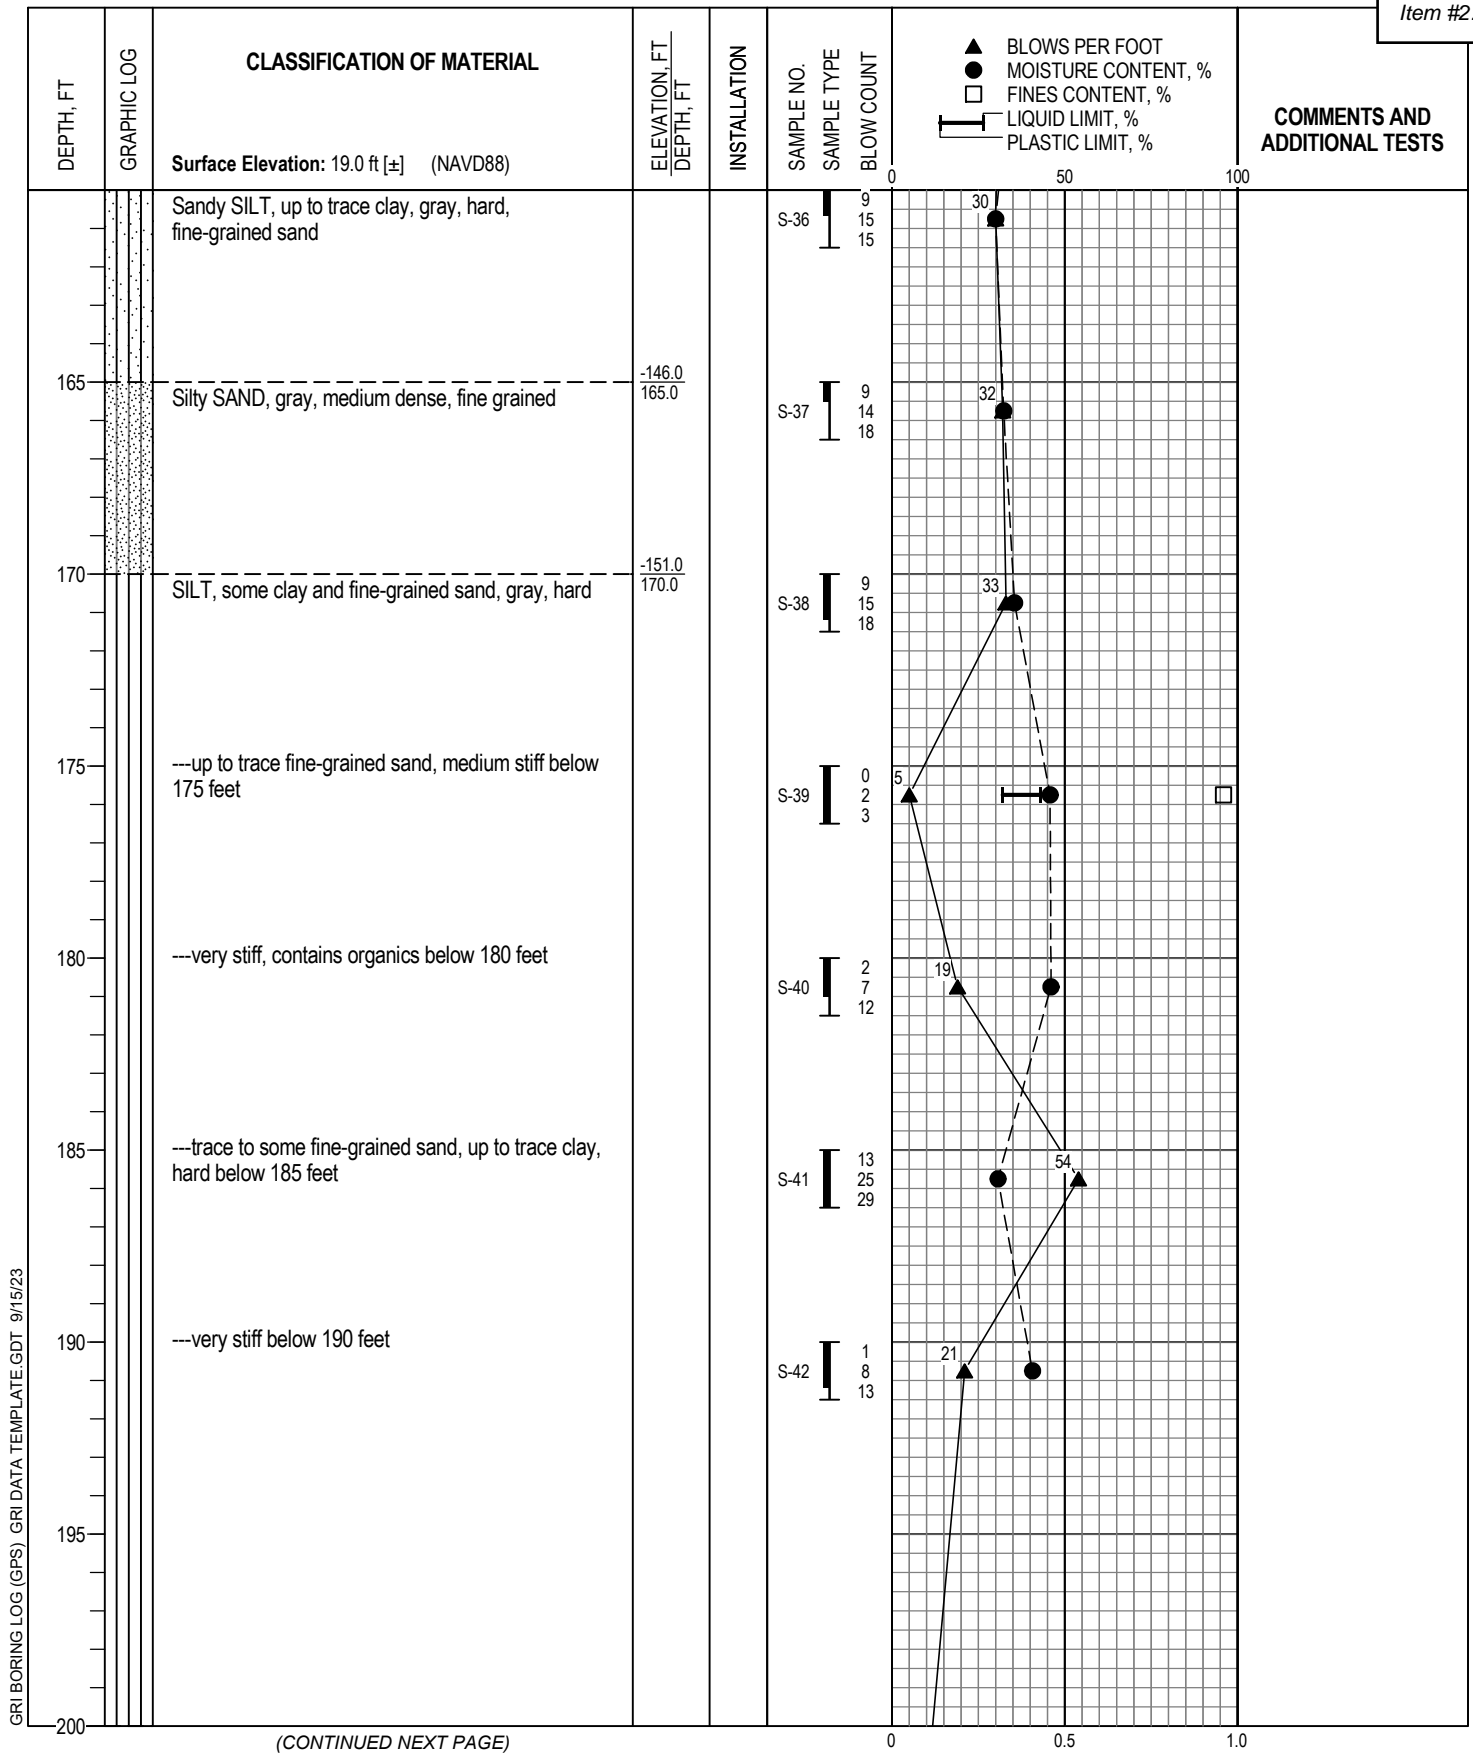 Item #2.
DEPTH, FT
GRAPHIC LOG
CLASSIFICATION OF MATERIAL
Surface Elevation: 19.0 ft [±] (NAVD88)
ELEVATION, FT
DEPTH, FT
INSTALLATION
SAMPLE NO.
SAMPLE TYPE
BLOW COUNT
BLOWS PER FOOT
MOISTURE CONTENT, %
FINES CONTENT, %
LIQUID LIMIT, %
PLASTIC LIMIT, %
0 50 100
COMMENTS AND
ADDITIONAL TESTS
Sandy SILT, up to trace clay, gray, hard,
fine-grained sand
S-36
9
15
15
30
165
-146.0
165.0
Silty SAND, gray, medium dense, fine grained
S-37
9
14
18
32
170
-151.0
170.0
SILT, some clay and fine-grained sand, gray, hard
S-38
9
15
18
33
175
---up to trace fine-grained sand, medium stiff below
175 feet
S-39
0
2
3
5
180
---very stiff, contains organics below 180 feet
S-40
2
7
12
19
185
---trace to some fine-grained sand, up to trace clay,
hard below 185 feet
S-41
13
25
29
54
190
---very stiff below 190 feet
S-42
1
8
13
21
195
200
0 0.5 1.0
(CONTINUED NEXT PAGE)
GRI BORING LOG (GPS) GRI DATA TEMPLATE.GDT 9/15/23